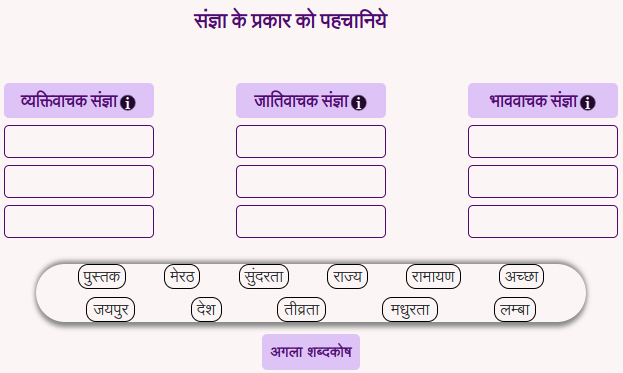 संज्ञा के प्रकार को पहचानिये
व्यक्तिवाचक संज्ञा जातिवाचक संज्ञा भाववाचक संज्ञा
पुस्तक मेरठ सुंदरता राज्य रामायण अच्छा
जयपुर देश तीव्रता मधुरता लम्बा
अगला शब्दकोष